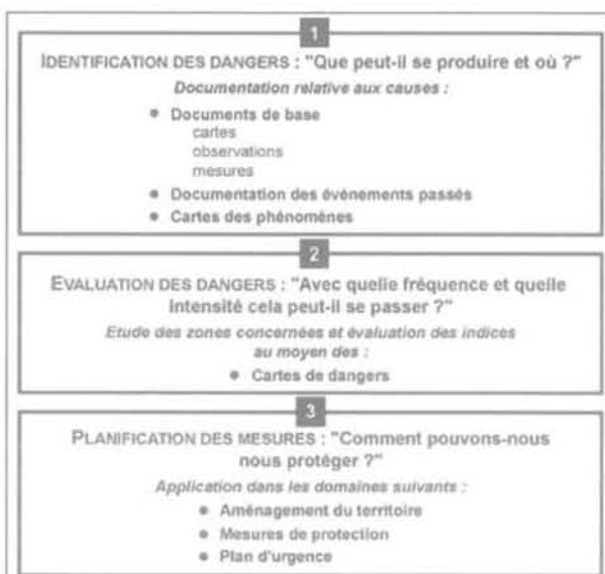 1
IDENTIFICATION DES DANGERS : "Que peut-il se produire et où ?"
Documentation relative aux causes :
● Documents de base
cartes
observations
mesures
● Documentation des événements passés
● Cartes des phénomènes
2
EVALUATION DES DANGERS : "Avec quelle fréquence et quelle
intensité cela peut-il se passer ?"
Etude des zones concernées et évaluation des indices
au moyen des :
● Cartes de dangers
3
PLANIFICATION DES MESURES : "Comment pouvons-nous
nous protéger ?"
Application dans les domaines suivants :
● Aménagement du territoire
● Mesures de protection
● Plan d'urgence